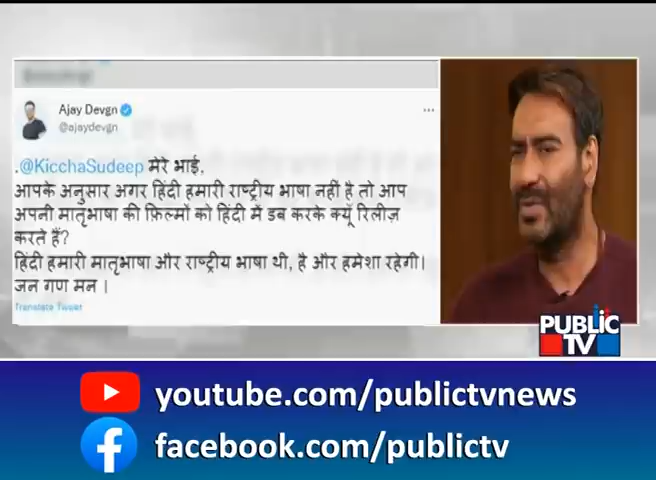 Ajay Devgn
@ajaydevgn
.@KicchaSudeep मेरे भाई,
आपके अनुसार अगर हिंदी हमारी राष्ट्रीय भाषा नहीं है तो आप
अपनी मातृभाषा की फ़िल्मों को हिंदी में डब करके क्यूँ रिलीज़
करते हैं?
हिंदी हमारी मातृभाषा और राष्ट्रीय भाषा थी, है और हमेशा रहेगी।
जन गण मन ।
Translate Tweet
PUBLIC
TV
youtube.com/publictvnews
facebook.com/publictv